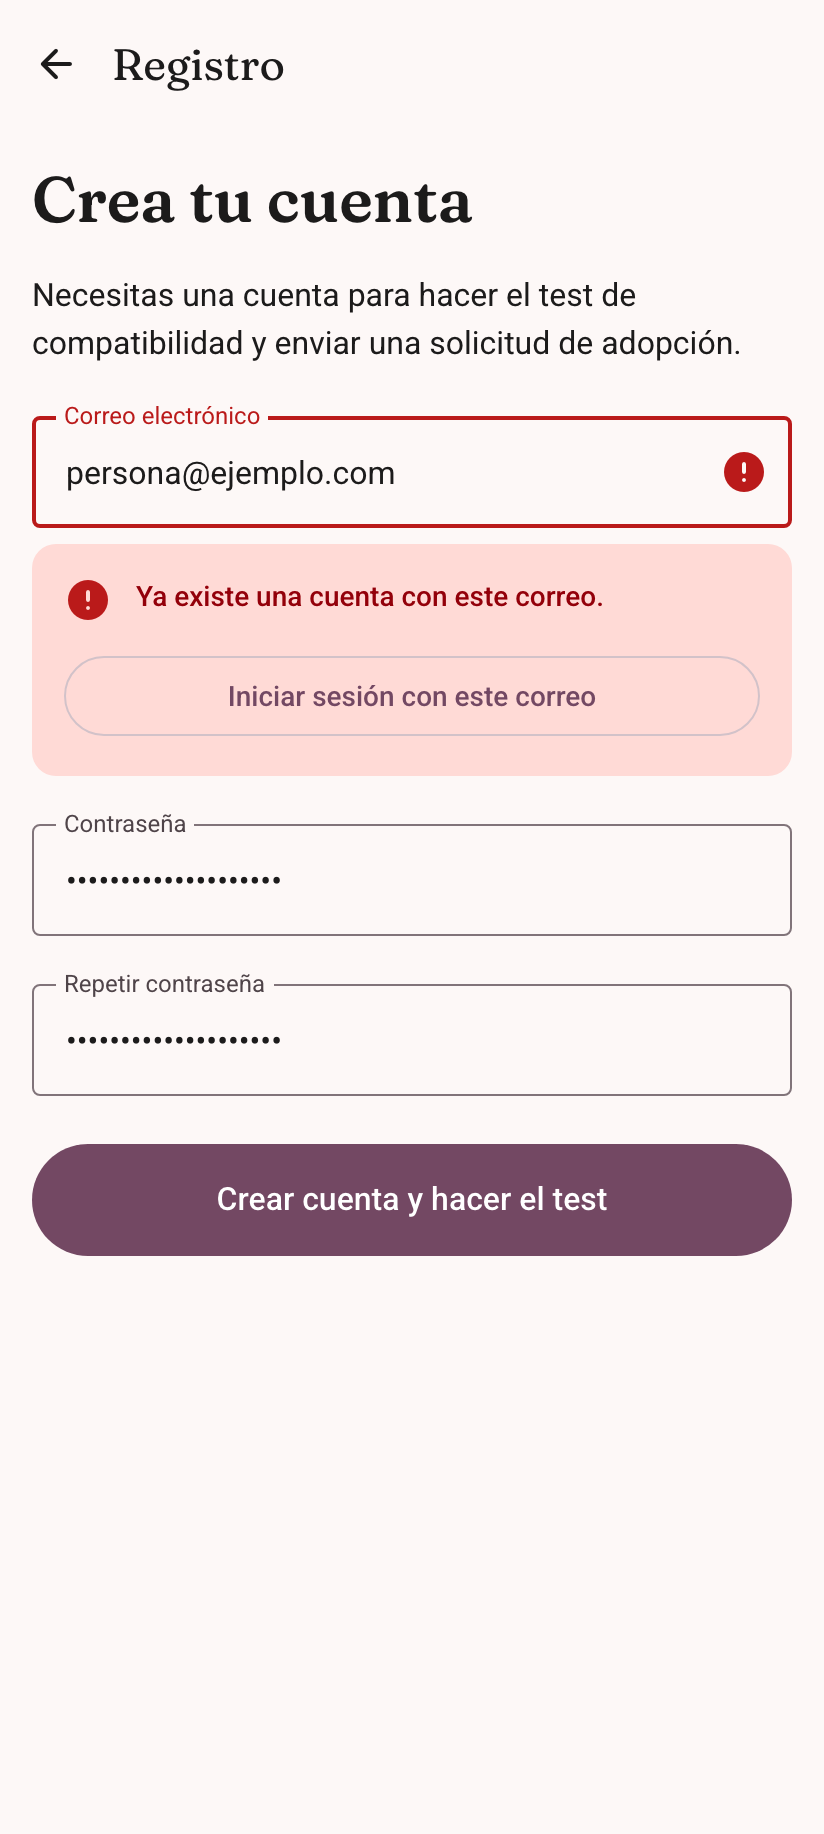 Registro
Crea tu cuenta
Necesitas una cuenta para hacer el test de
compatibilidad y enviar una solicitud de adopción.
Correo electrónico
persona@ejemplo.com
Ya existe una cuenta con este correo.
Iniciar sesión con este correo
Contraseña
••••••••••••••••••••
Repetir contraseña
••••••••••••••••••••
Crear cuenta y hacer el test